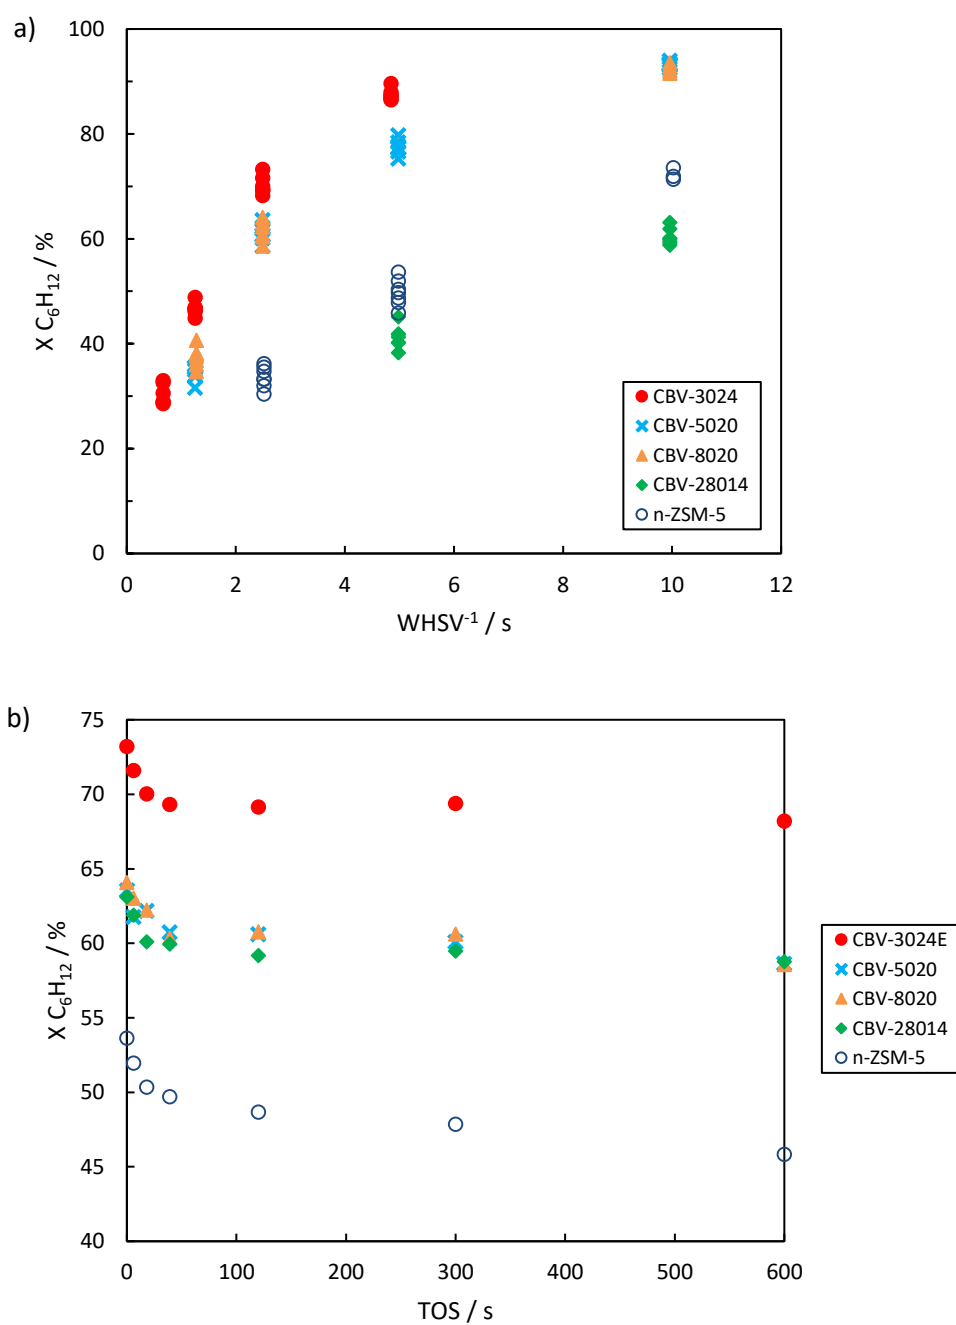 a)
100
80
60
40
20
0
X C₆H₁₂ / %
0 2 4 6 8 10 12
WHSV⁻¹ / s
CBV-3024
CBV-5020
CBV-8020
CBV-28014
n-ZSM-5
b)
75
70
65
60
55
50
45
40
X C₆H₁₂ / %
0 100 200 300 400 500 600
TOS / s
CBV-3024E
CBV-5020
CBV-8020
CBV-28014
n-ZSM-5